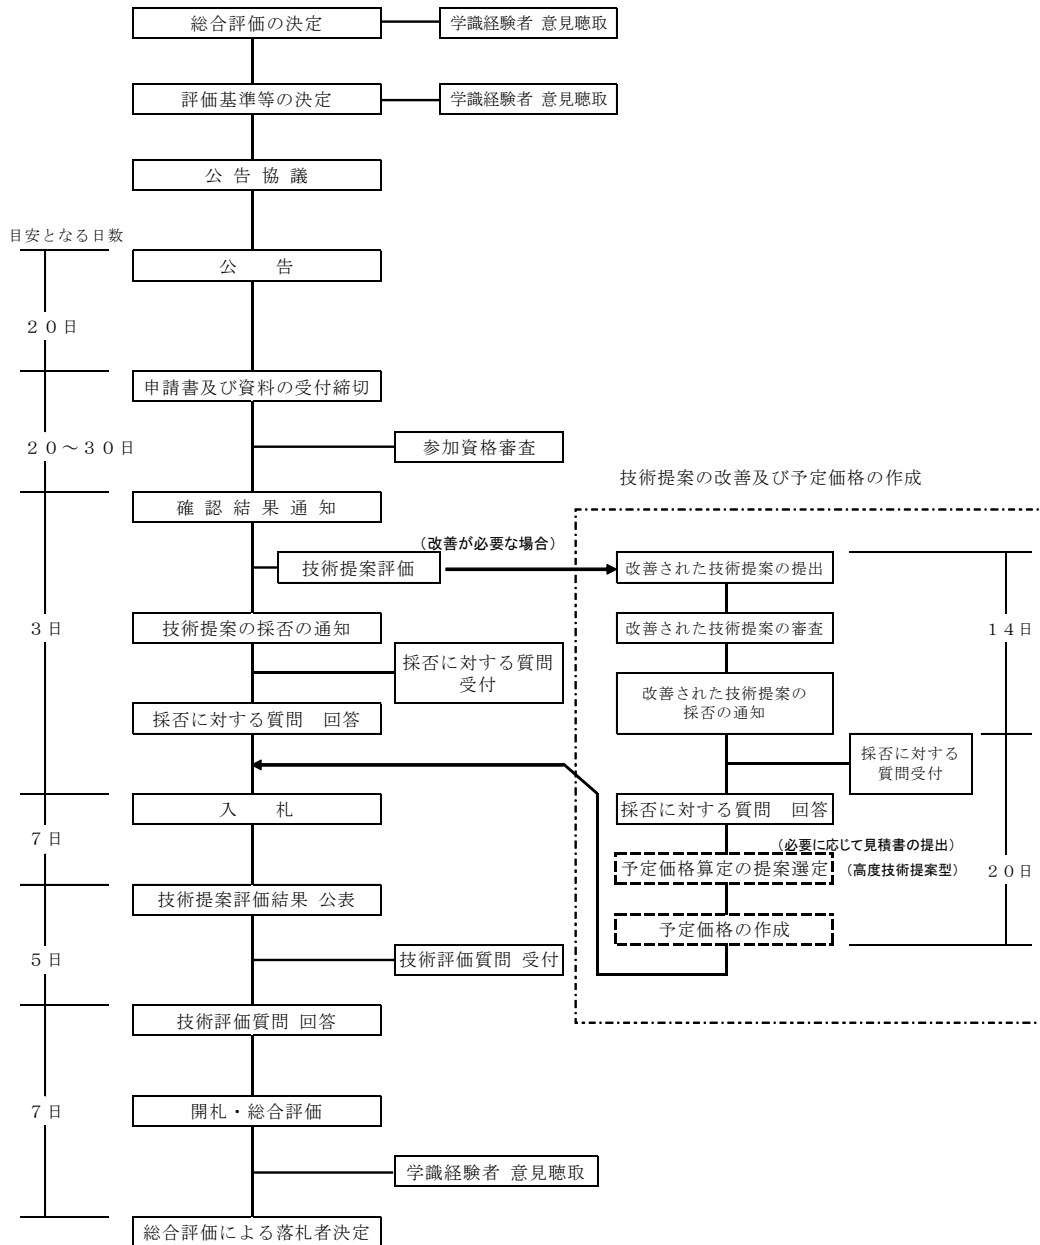 総合評価の決定
学識経験者 意見聴取
評価基準等の決定
学識経験者 意見聴取
公 告 協 議
目安となる日数
公　　告
２０日
申請書及び資料の受付締切
２０～３０日
参加資格審査
技術提案の改善及び予定価格の作成
確 認 結 果 通 知
（改善が必要な場合）
技術提案評価
改善された技術提案の提出
３日
技術提案の採否の通知
改善された技術提案の審査
１４日
採否に対する質問
受付
改善された技術提案の
採否の通知
採否に対する質問　回答
採否に対する
質問受付
入　　札
採否に対する質問　回答
７日
（必要に応じて見積書の提出）
予定価格算定の提案選定
（高度技術提案型）
２０日
技術提案評価結果 公表
予定価格の作成
５日
技術評価質問 受付
技術評価質問 回答
７日
開札・総合評価
学識経験者 意見聴取
総合評価による落札者決定